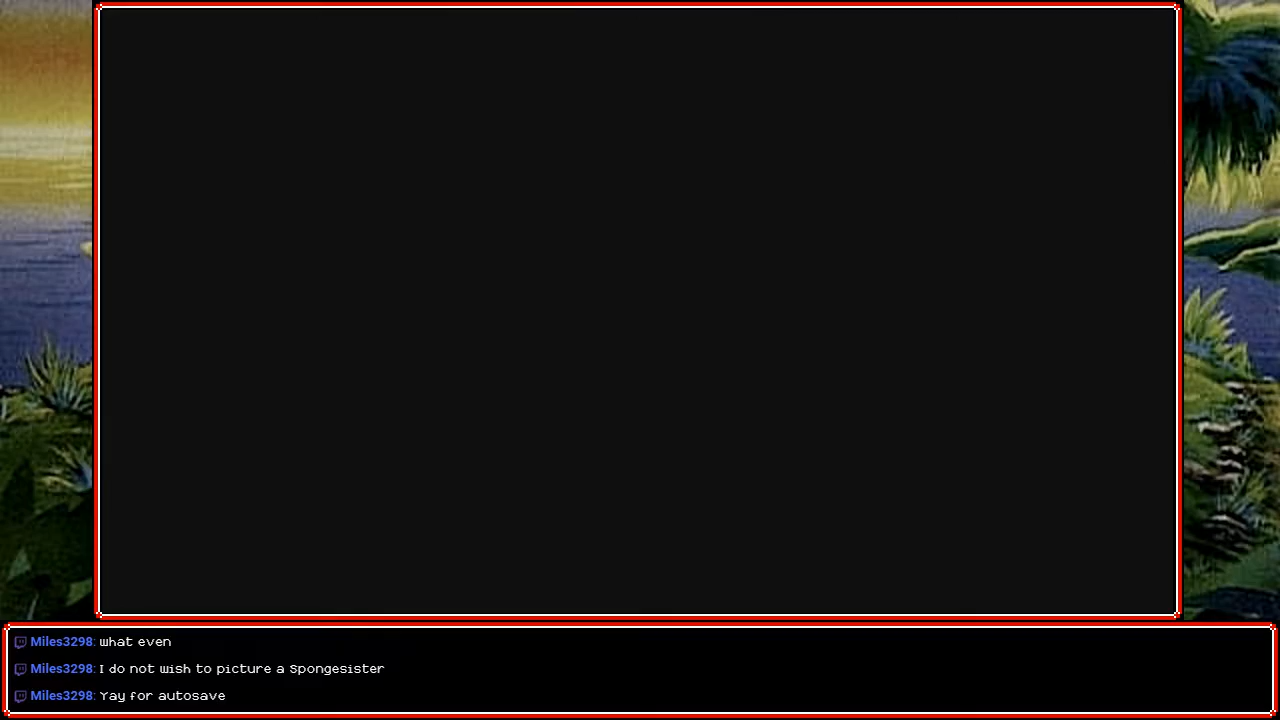 Miles3298: what even
Miles3298: I do not wish to picture a Spongesister
Miles3298: Yay for autosave